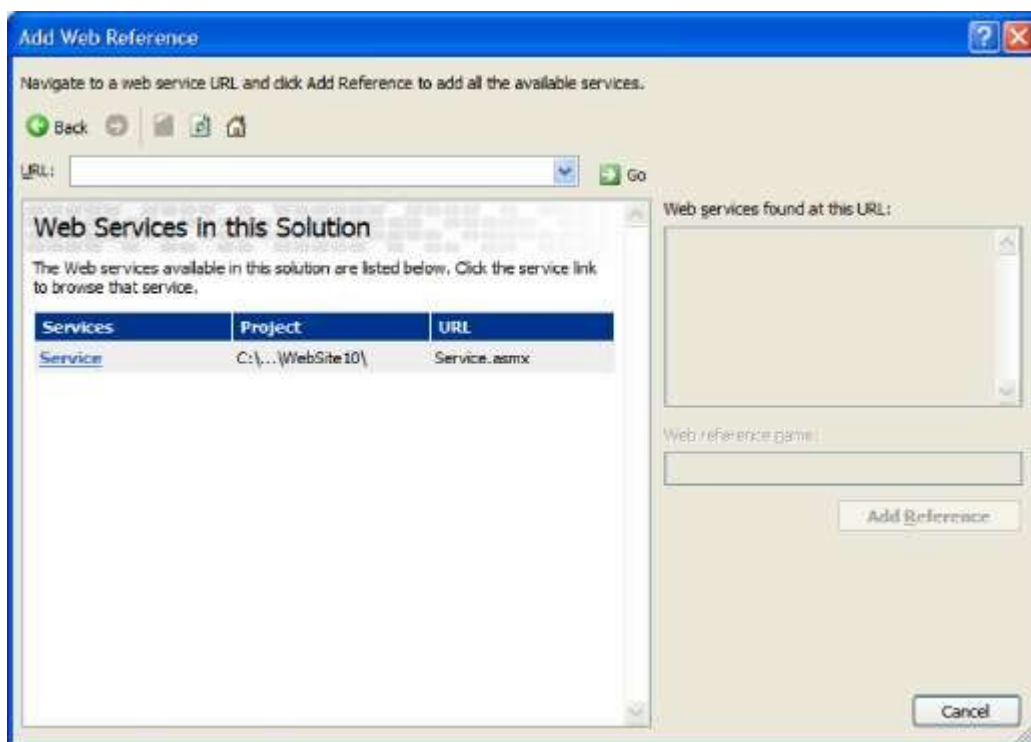 Add Web Reference
Navigate to a web service URL and click Add Reference to add all the available services.
Back
URL:
Go
Web Services in this Solution
The Web services available in this solution are listed below. Click the service link
to browse that service.
Services Project URL
Service C:\...\WebSite10\ Service.asmx
Web services found at this URL:
Web reference name:
Add Reference
Cancel